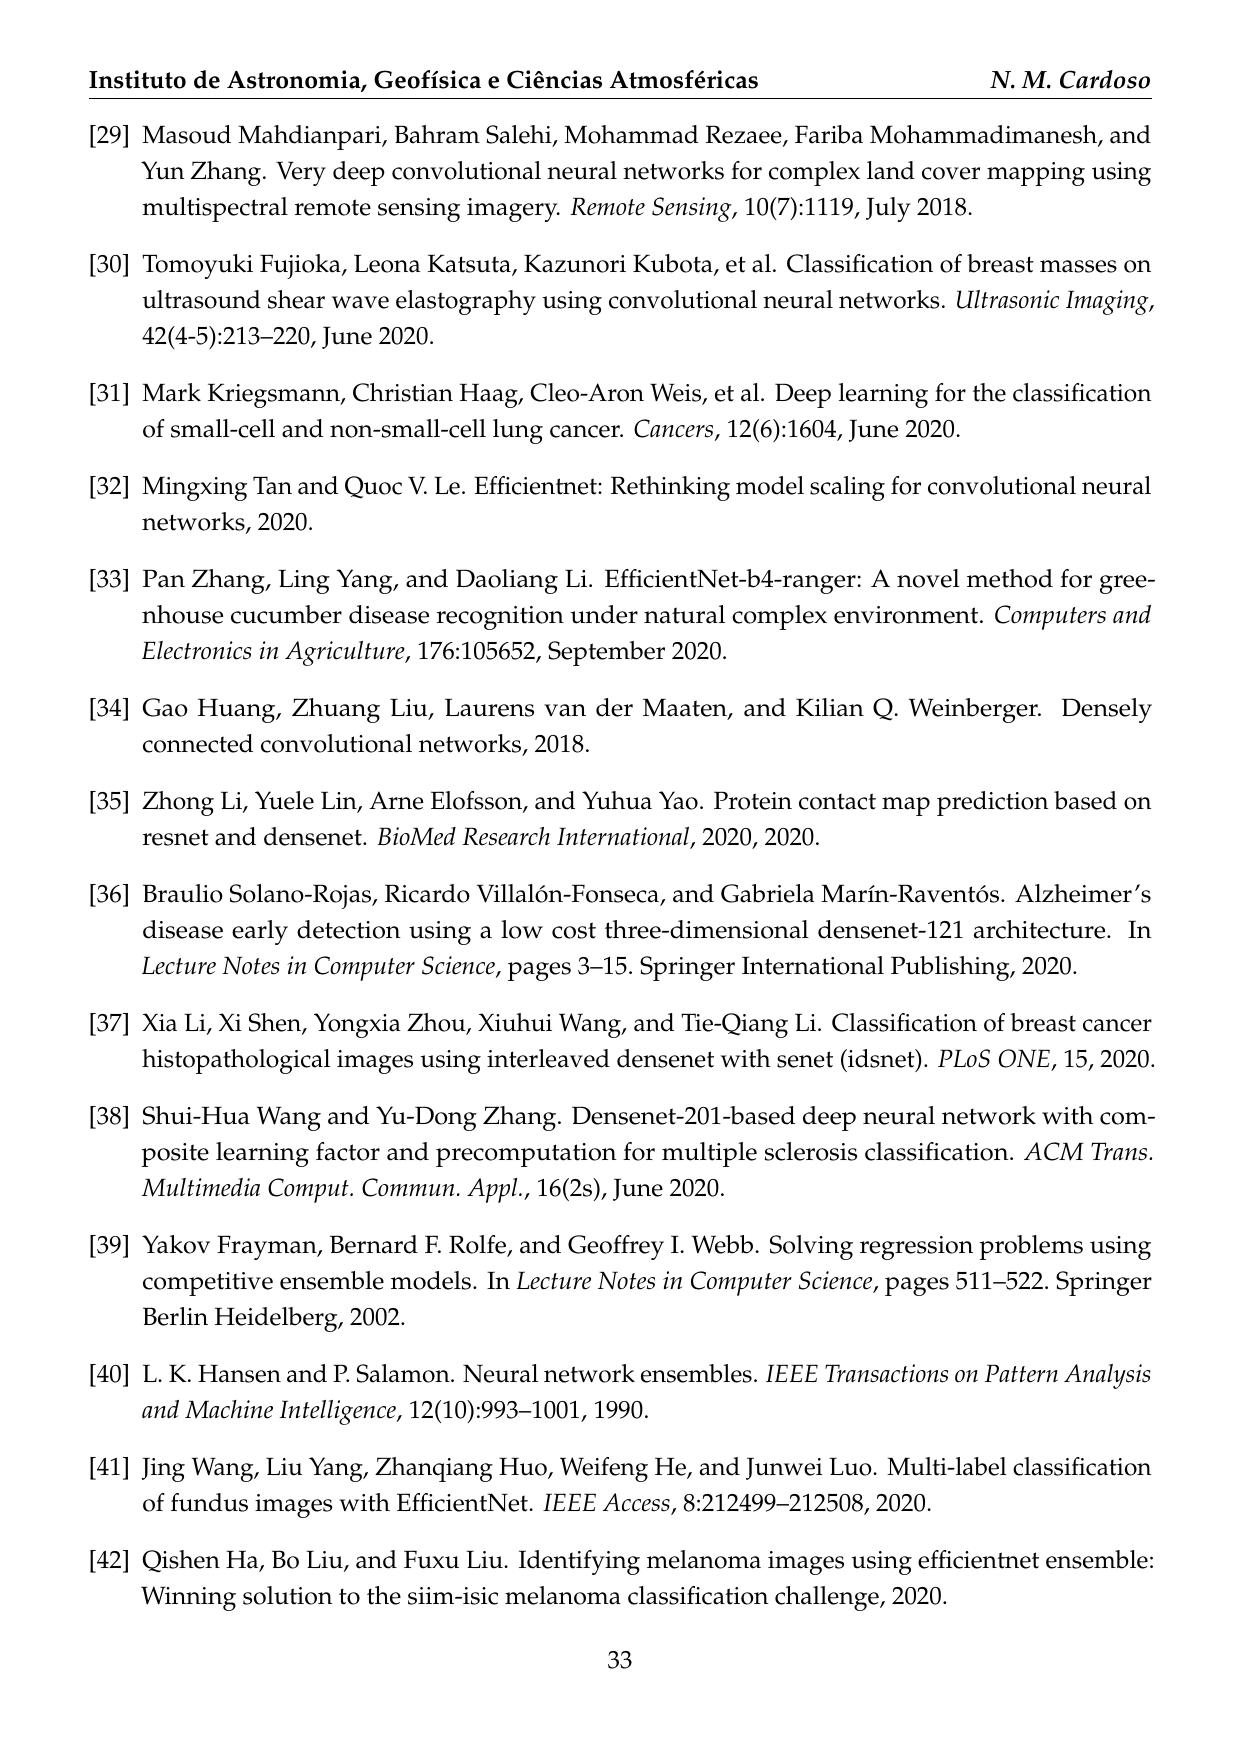 Instituto de Astronomia, Geofísica e Ciências Atmosféricas N. M. Cardoso
[29] Masoud Mahdianpari, Bahram Salehi, Mohammad Rezaee, Fariba Mohammadimanesh, and
Yun Zhang. Very deep convolutional neural networks for complex land cover mapping using
multispectral remote sensing imagery. Remote Sensing, 10(7):1119, July 2018.
[30] Tomoyuki Fujioka, Leona Katsuta, Kazunori Kubota, et al. Classification of breast masses on
ultrasound shear wave elastography using convolutional neural networks. Ultrasonic Imaging,
42(4-5):213–220, June 2020.
[31] Mark Kriegsmann, Christian Haag, Cleo-Aron Weis, et al. Deep learning for the classification
of small-cell and non-small-cell lung cancer. Cancers, 12(6):1604, June 2020.
[32] Mingxing Tan and Quoc V. Le. Efficientnet: Rethinking model scaling for convolutional neural
networks, 2020.
[33] Pan Zhang, Ling Yang, and Daoliang Li. EfficientNet-b4-ranger: A novel method for gree-
nhouse cucumber disease recognition under natural complex environment. Computers and
Electronics in Agriculture, 176:105652, September 2020.
[34] Gao Huang, Zhuang Liu, Laurens van der Maaten, and Kilian Q. Weinberger. Densely
connected convolutional networks, 2018.
[35] Zhong Li, Yuele Lin, Arne Elofsson, and Yuhua Yao. Protein contact map prediction based on
resnet and densenet. BioMed Research International, 2020, 2020.
[36] Braulio Solano-Rojas, Ricardo Villalón-Fonseca, and Gabriela Marín-Raventós. Alzheimer's
disease early detection using a low cost three-dimensional densenet-121 architecture. In
Lecture Notes in Computer Science, pages 3–15. Springer International Publishing, 2020.
[37] Xia Li, Xi Shen, Yongxia Zhou, Xiuhui Wang, and Tie-Qiang Li. Classification of breast cancer
histopathological images using interleaved densenet with senet (idsnet). PLoS ONE, 15, 2020.
[38] Shui-Hua Wang and Yu-Dong Zhang. Densenet-201-based deep neural network with com-
posite learning factor and precomputation for multiple sclerosis classification. ACM Trans.
Multimedia Comput. Commun. Appl., 16(2s), June 2020.
[39] Yakov Frayman, Bernard F. Rolfe, and Geoffrey I. Webb. Solving regression problems using
competitive ensemble models. In Lecture Notes in Computer Science, pages 511–522. Springer
Berlin Heidelberg, 2002.
[40] L. K. Hansen and P. Salamon. Neural network ensembles. IEEE Transactions on Pattern Analysis
and Machine Intelligence, 12(10):993–1001, 1990.
[41] Jing Wang, Liu Yang, Zhanqiang Huo, Weifeng He, and Junwei Luo. Multi-label classification
of fundus images with EfficientNet. IEEE Access, 8:212499–212508, 2020.
[42] Qishen Ha, Bo Liu, and Fuxu Liu. Identifying melanoma images using efficientnet ensemble:
Winning solution to the siim-isic melanoma classification challenge, 2020.
33